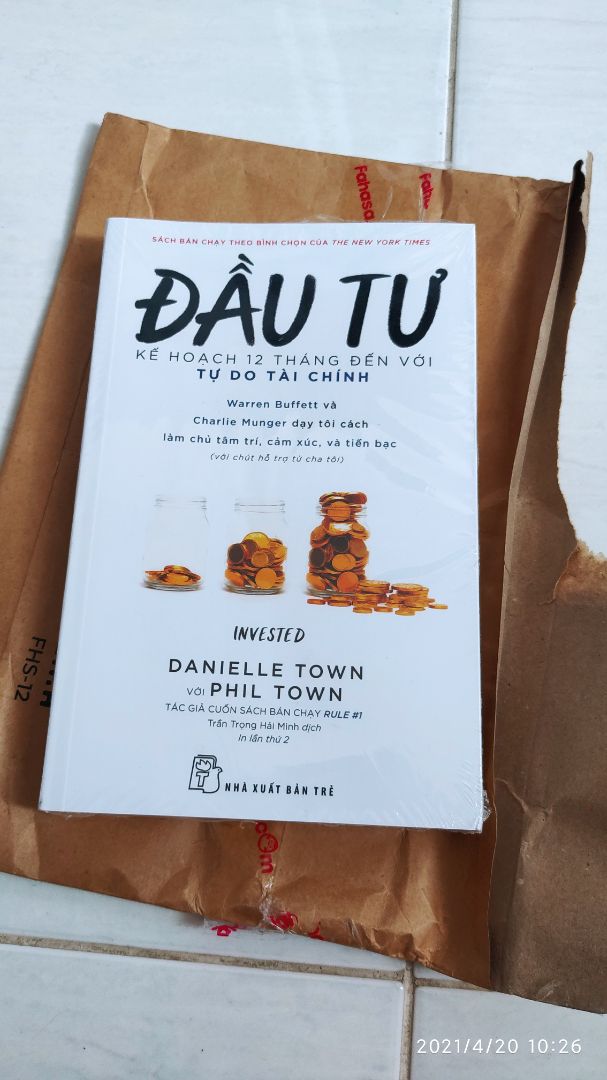 Fahasa
Fahasa
SÁCH BÁN CHẠY THEO BÌNH CHỌN CỦA THE NEW YORK TIMES
ĐẦU TƯ
KẾ HOẠCH 12 THÁNG ĐẾN VỚI
TỰ DO TÀI CHÍNH
Warren Buffett và
Charlie Munger dạy tôi cách
làm chủ tâm trí, cảm xúc, và tiền bạc
(với chút hỗ trợ từ cha tôi)
INVESTED
DANIELLE TOWN
VỚI PHIL TOWN
TÁC GIẢ CUỐN SÁCH BÁN CHẠY RULE #1
Trần Trọng Hải Minh dịch
In lần thứ 2
NHÀ XUẤT BẢN TRẺ
FHS-12
com
2021/4/20 10:26